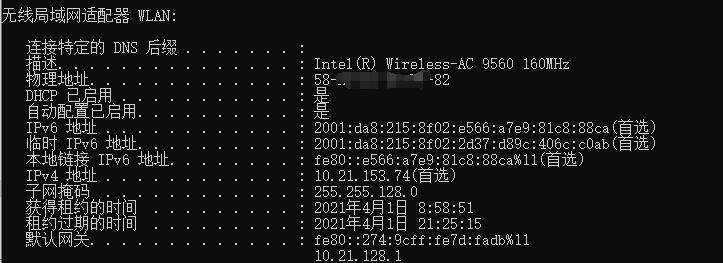 无线局域网适配器 WLAN:
连接特定的 DNS 后缀 . . . . . . . :
描述. . . . . . . . . . . . . . . : Intel(R) Wireless-AC 9560 160MHz
物理地址. . . . . . . . . . . . . : 58- -82
DHCP 已启用 . . . . . . . . . . . : 是
自动配置已启用. . . . . . . . . . : 是
IPv6 地址 . . . . . . . . . . . . : 2001:da8:215:8f02:e566:a7e9:81c8:88ca(首选)
临时 IPv6 地址. . . . . . . . . . : 2001:da8:215:8f02:2d37:d89c:406c:c0ab(首选)
本地链接 IPv6 地址. . . . . . . . : fe80::e566:a7e9:81c8:88ca%11(首选)
IPv4 地址 . . . . . . . . . . . . : 10.21.153.74(首选)
子网掩码 . . . . . . . . . . . . : 255.255.128.0
获得租约的时间 . . . . . . . . . : 2021年4月1日 8:58:51
租约过期的时间 . . . . . . . . . : 2021年4月1日 21:25:15
默认网关. . . . . . . . . . . . . : fe80::274:9cff:fe7d:fadb%11
10.21.128.1